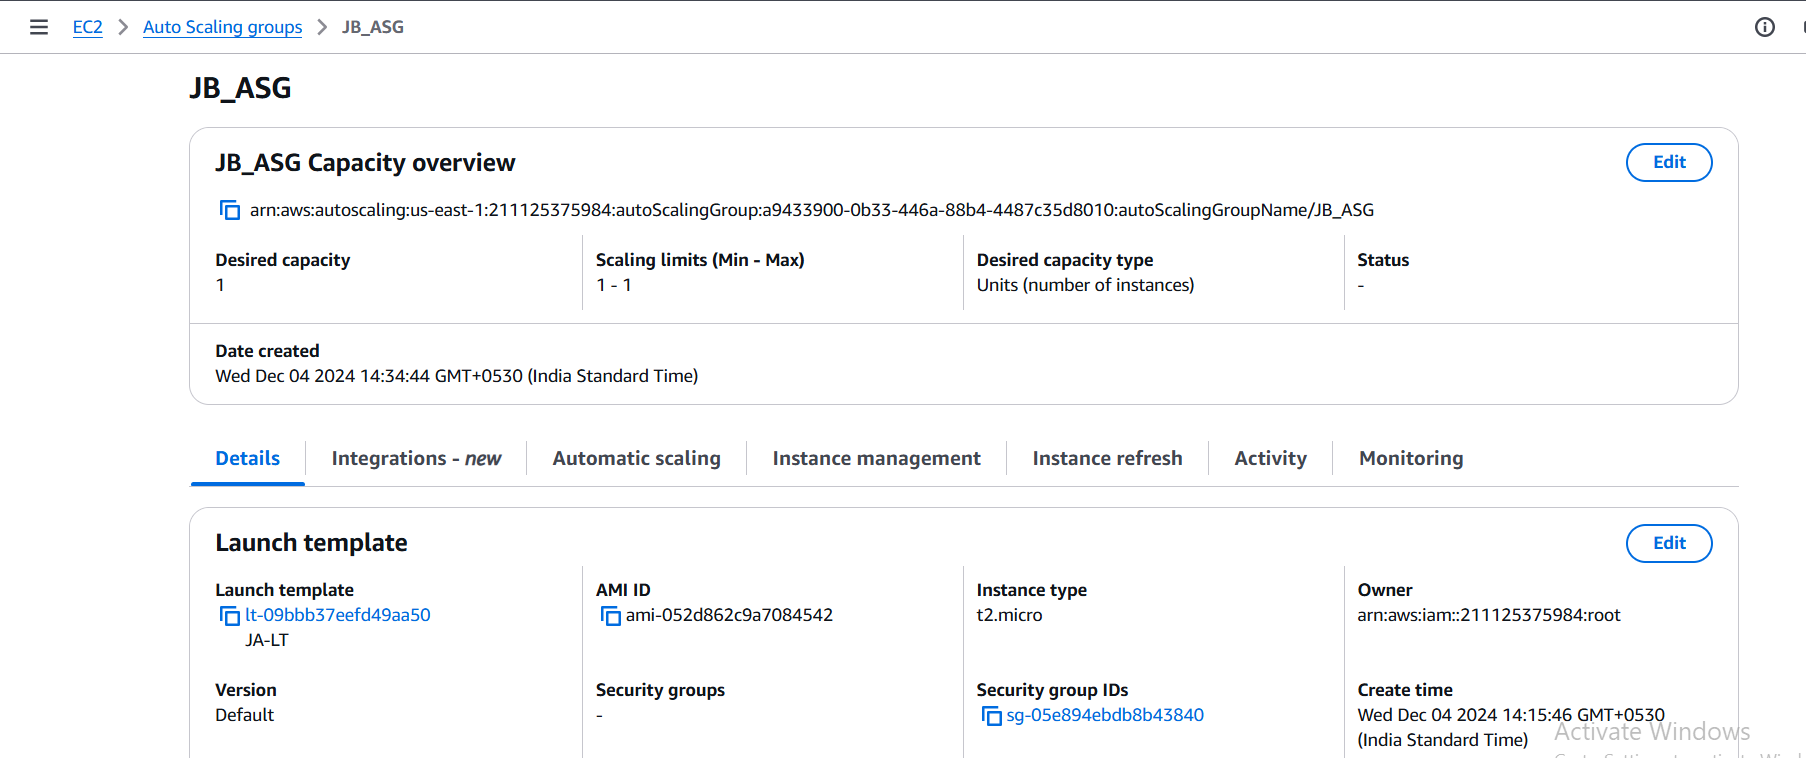 EC2 > Auto Scaling groups > JB_ASG
JB_ASG
JB_ASG Capacity overview
Edit
arn:aws:autoscaling:us-east-1:211125375984:autoScalingGroup:a9433900-0b33-446a-88b4-4487c35d8010:autoScalingGroupName/JB_ASG
Desired capacity
1
Scaling limits (Min - Max)
1 - 1
Desired capacity type
Units (number of instances)
Status
-
Date created
Wed Dec 04 2024 14:34:44 GMT+0530 (India Standard Time)
Details
Integrations - new
Automatic scaling
Instance management
Instance refresh
Activity
Monitoring
Launch template
Edit
Launch template
lt-09bbb37eefd49aa50
JA-LT
AMI ID
ami-052d862c9a7084542
Instance type
t2.micro
Owner
arn:aws:iam::211125375984:root
Version
Default
Security groups
-
Security group IDs
sg-05e894ebdb8b43840
Create time
Wed Dec 04 2024 14:15:46 GMT+0530
(India Standard Time)
Activate Windows